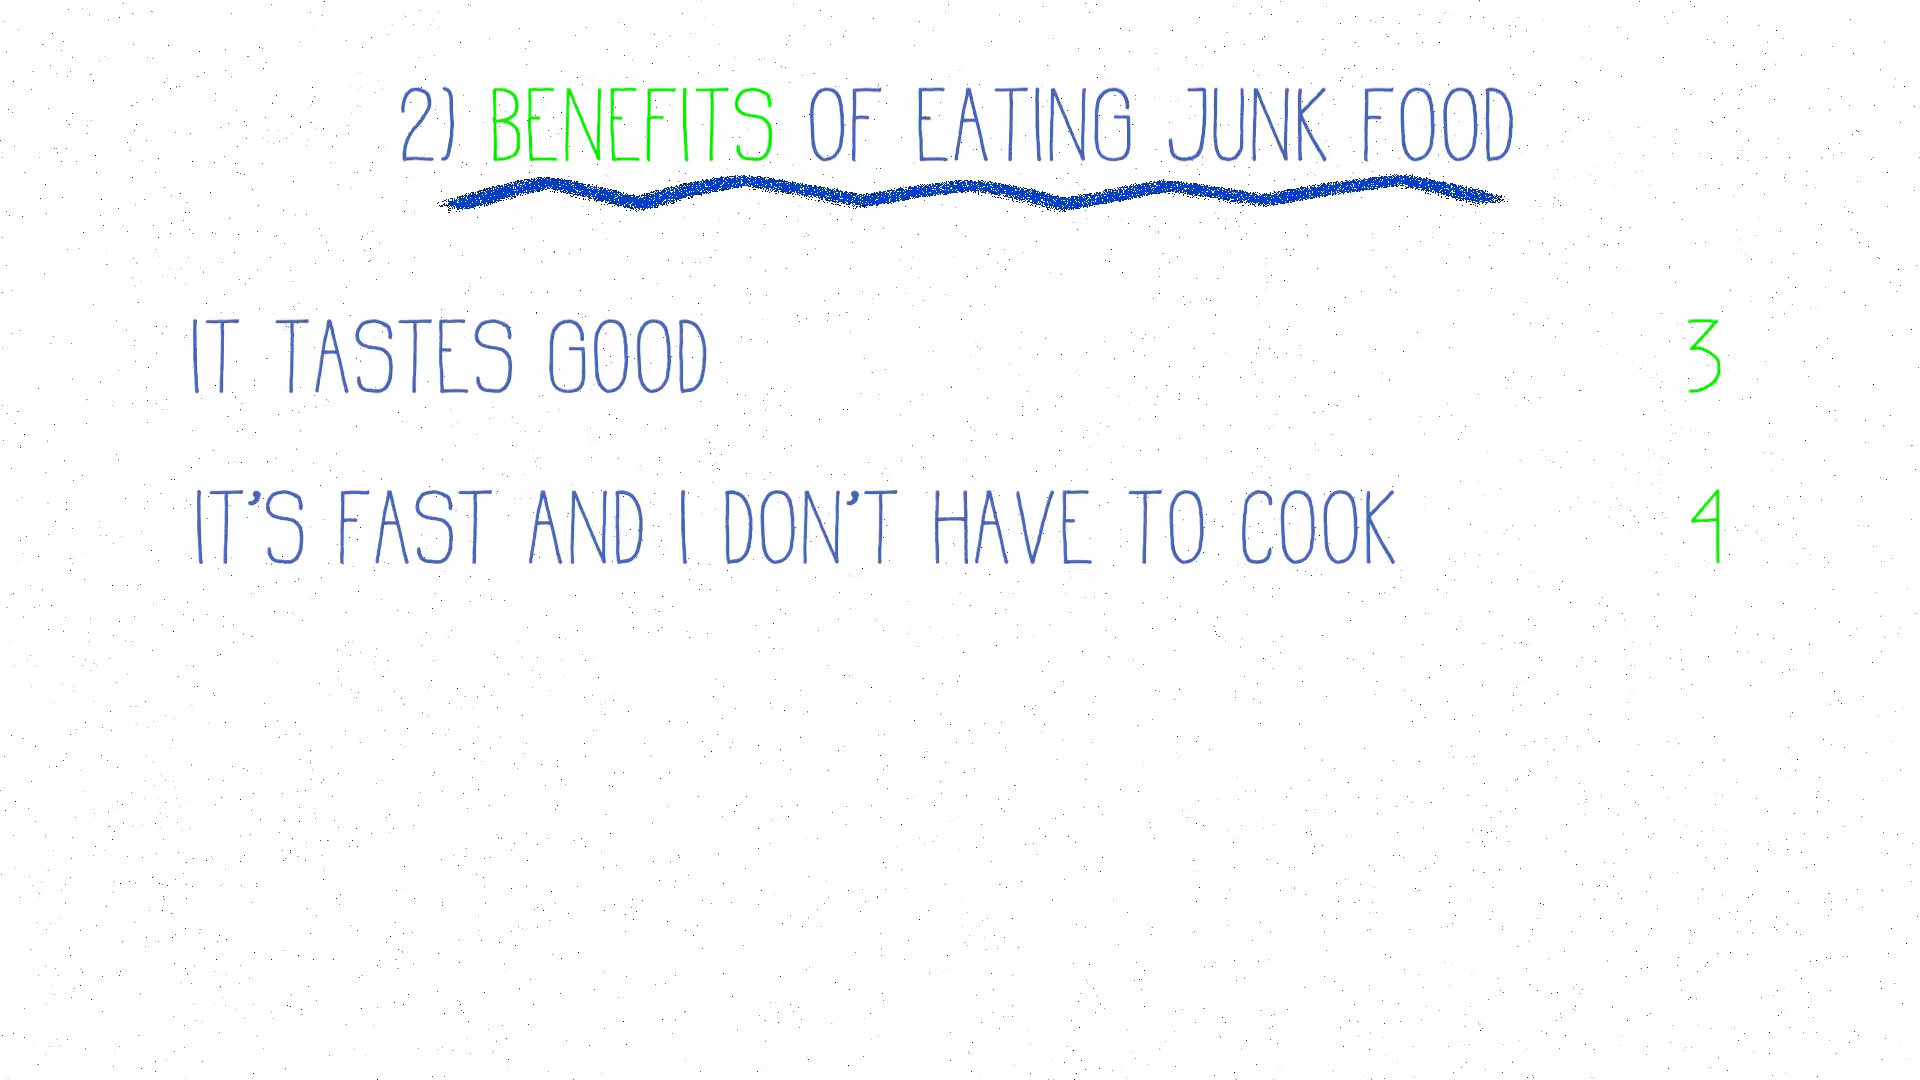 2) BENEFITS OF EATING JUNK FOOD
IT TASTES GOOD 3
IT'S FAST AND I DON'T HAVE TO COOK 4